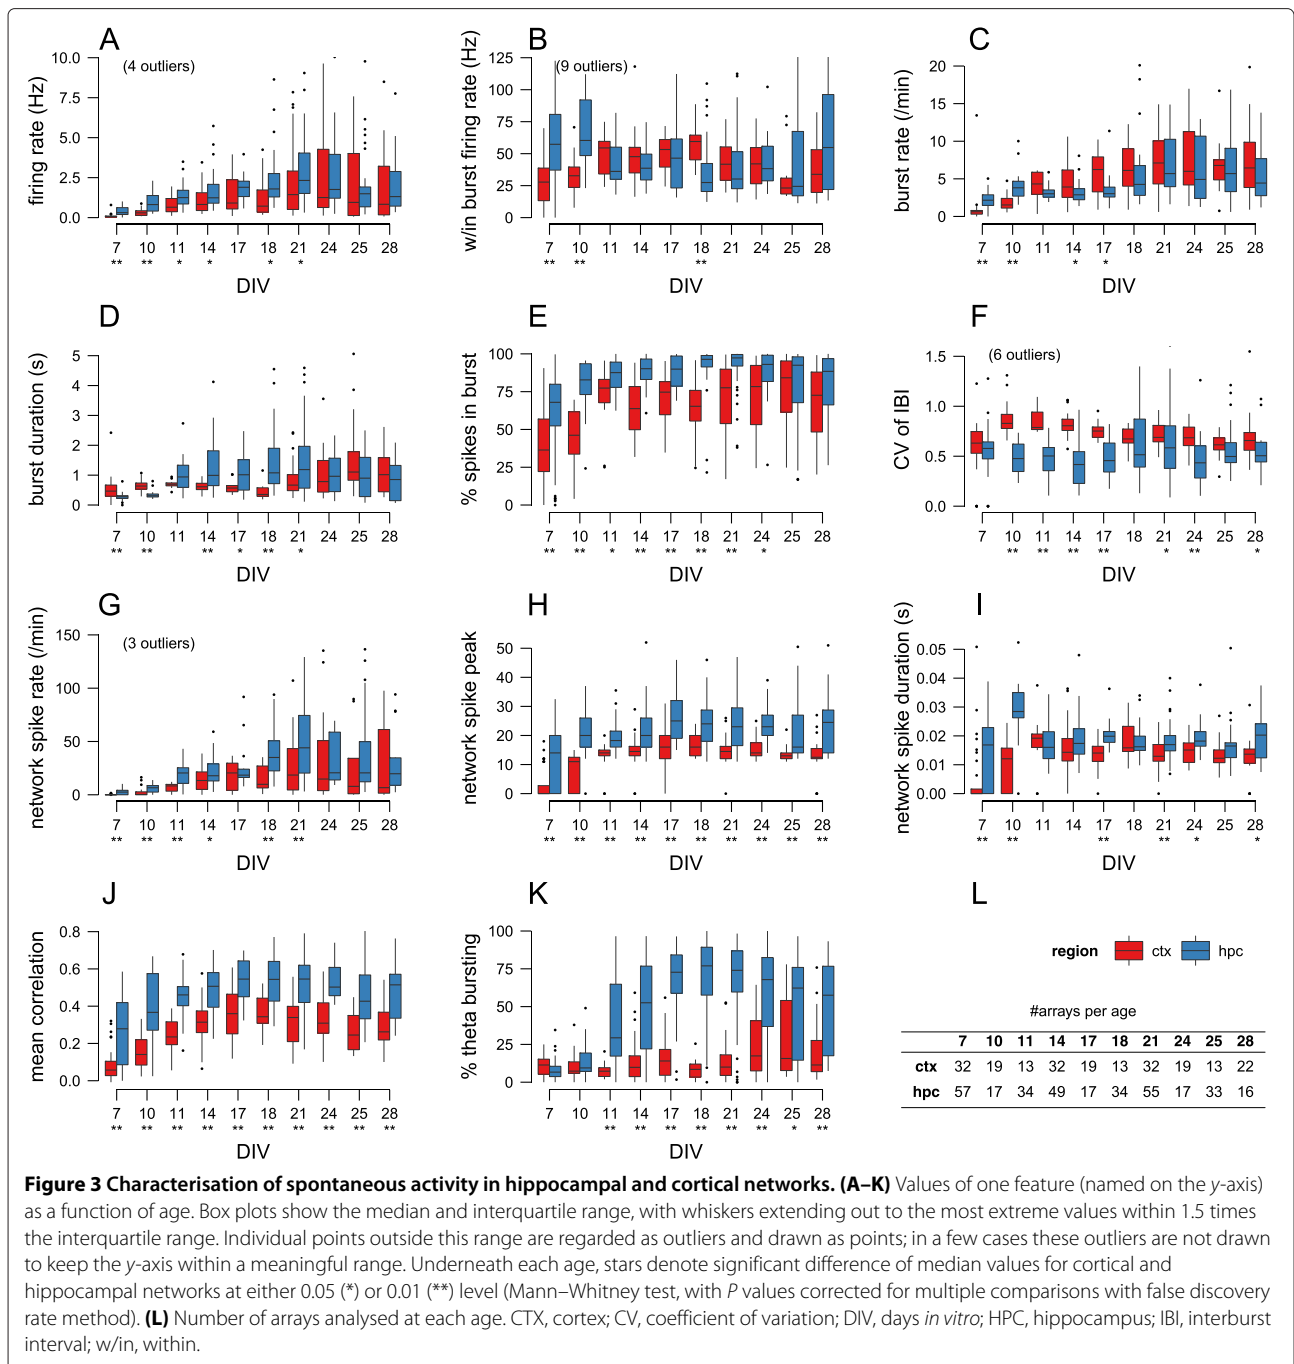 A
firing rate (Hz)
(4 outliers)
10.0
7.5
5.0
2.5
0.0
7 10 11 14 17 18 21 24 25 28
** ** * * * *
DIV
B
w/in burst firing rate (Hz)
(9 outliers)
125
100
75
50
25
0
7 10 11 14 17 18 21 24 25 28
** ** **
DIV
C
burst rate (/min)
20
15
10
5
0
7 10 11 14 17 18 21 24 25 28
** ** * *
DIV
D
burst duration (s)
5
4
3
2
1
0
7 10 11 14 17 18 21 24 25 28
** ** ** * ** *
DIV
E
% spikes in burst
100
75
50
25
0
7 10 11 14 17 18 21 24 25 28
** ** * ** ** ** ** *
DIV
F
CV of IBI
(6 outliers)
1.5
1.0
0.5
0.0
7 10 11 14 17 18 21 24 25 28
** ** ** ** * ** *
DIV
G
network spike rate (/min)
(3 outliers)
150
100
50
0
7 10 11 14 17 18 21 24 25 28
** ** ** * ** **
DIV
H
network spike peak
50
40
30
20
10
0
7 10 11 14 17 18 21 24 25 28
** ** ** ** ** ** ** ** ** **
DIV
I
network spike duration (s)
0.05
0.04
0.03
0.02
0.01
0.00
7 10 11 14 17 18 21 24 25 28
** ** ** ** * *
DIV
J
mean correlation
0.8
0.6
0.4
0.2
0.0
7 10 11 14 17 18 21 24 25 28
** ** ** ** ** ** ** ** ** **
DIV
K
% theta bursting
100
75
50
25
0
7 10 11 14 17 18 21 24 25 28
** ** ** ** ** ** * **
DIV
L
region ctx hpc
#arrays per age
7 10 11 14 17 18 21 24 25 28
ctx 32 19 13 32 19 13 32 19 13 22
hpc 57 17 34 49 17 34 55 17 33 16
Figure 3 Characterisation of spontaneous activity in hippocampal and cortical networks. (A–K) Values of one feature (named on the y-axis)
as a function of age. Box plots show the median and interquartile range, with whiskers extending out to the most extreme values within 1.5 times
the interquartile range. Individual points outside this range are regarded as outliers and drawn as points; in a few cases these outliers are not drawn
to keep the y-axis within a meaningful range. Underneath each age, stars denote significant difference of median values for cortical and
hippocampal networks at either 0.05 (*) or 0.01 (**) level (Mann–Whitney test, with P values corrected for multiple comparisons with false discovery
rate method). (L) Number of arrays analysed at each age. CTX, cortex; CV, coefficient of variation; DIV, days in vitro; HPC, hippocampus; IBI, interburst
interval; w/in, within.